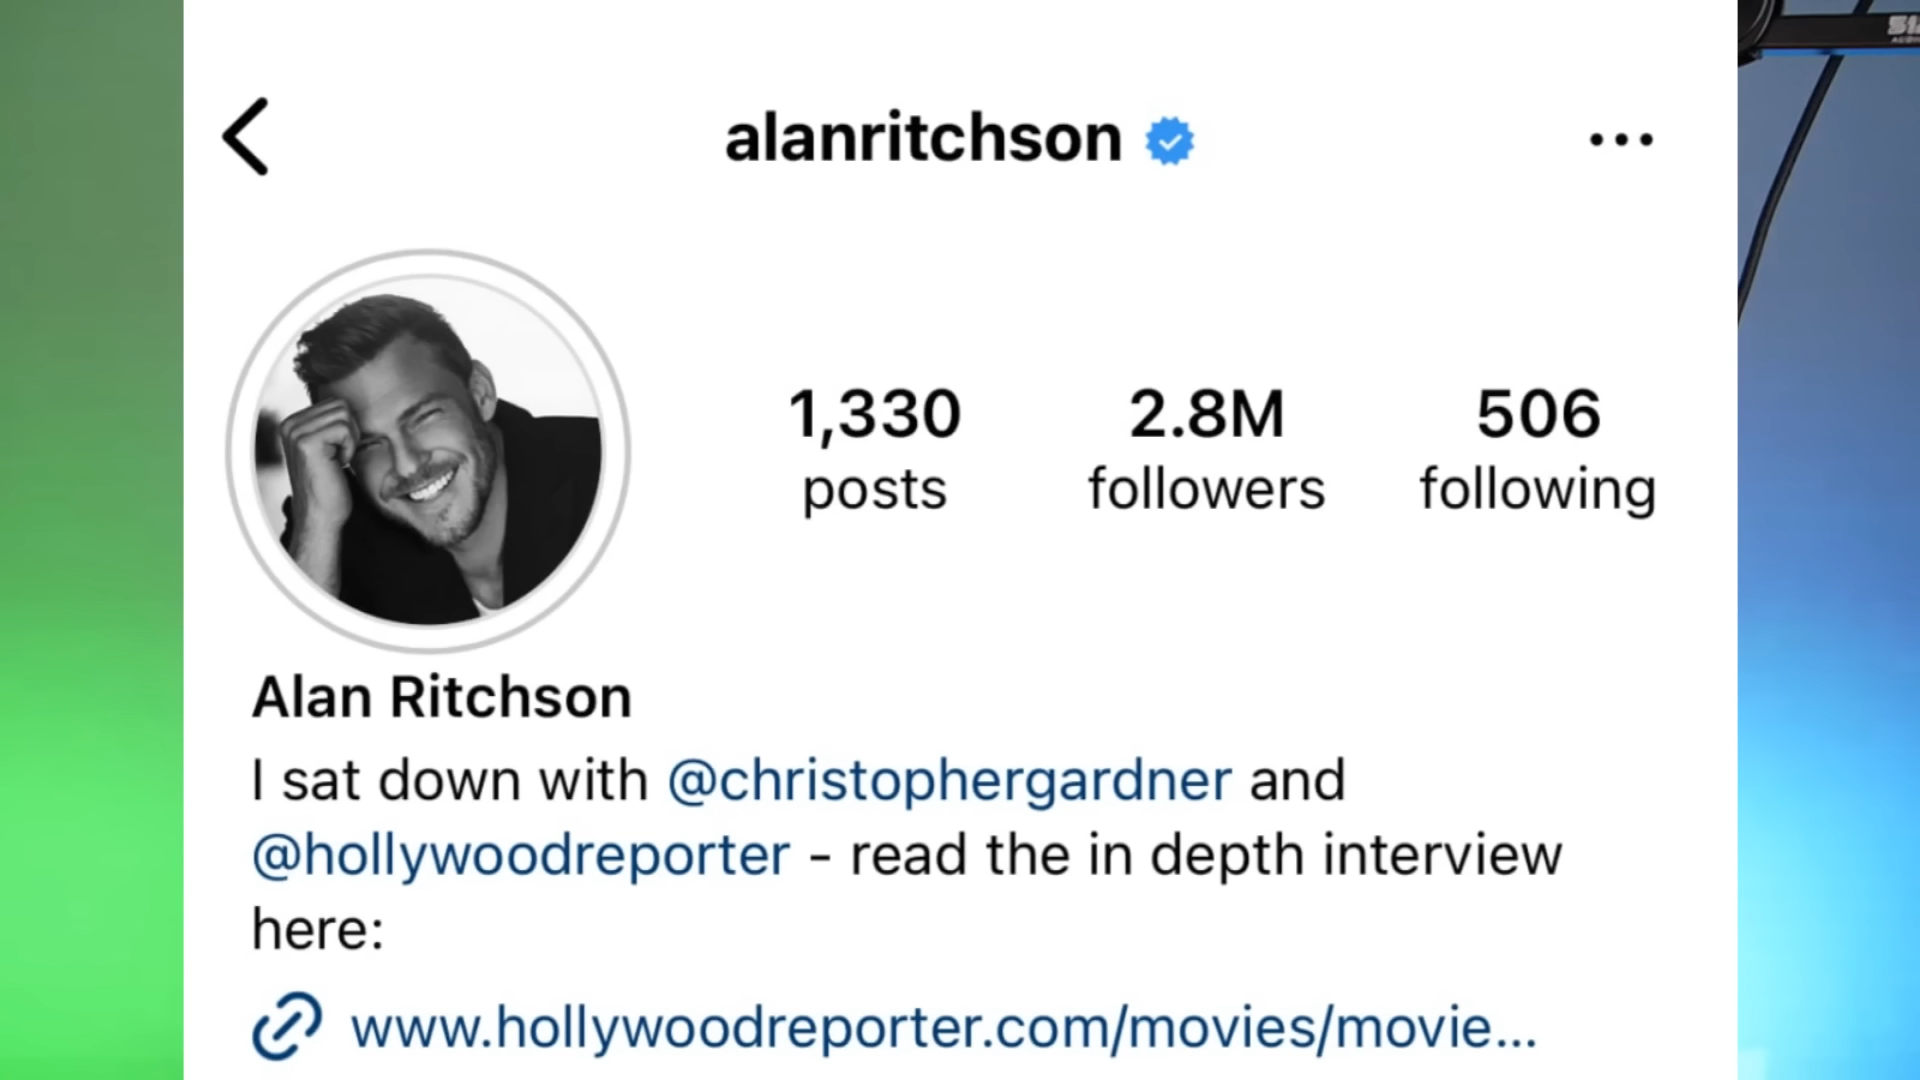 alanritchson
1,330 2.8M 506
posts followers following
Alan Ritchson
I sat down with @christophergardner and
@hollywoodreporter - read the in depth interview
here:
www.hollywoodreporter.com/movies/movie...